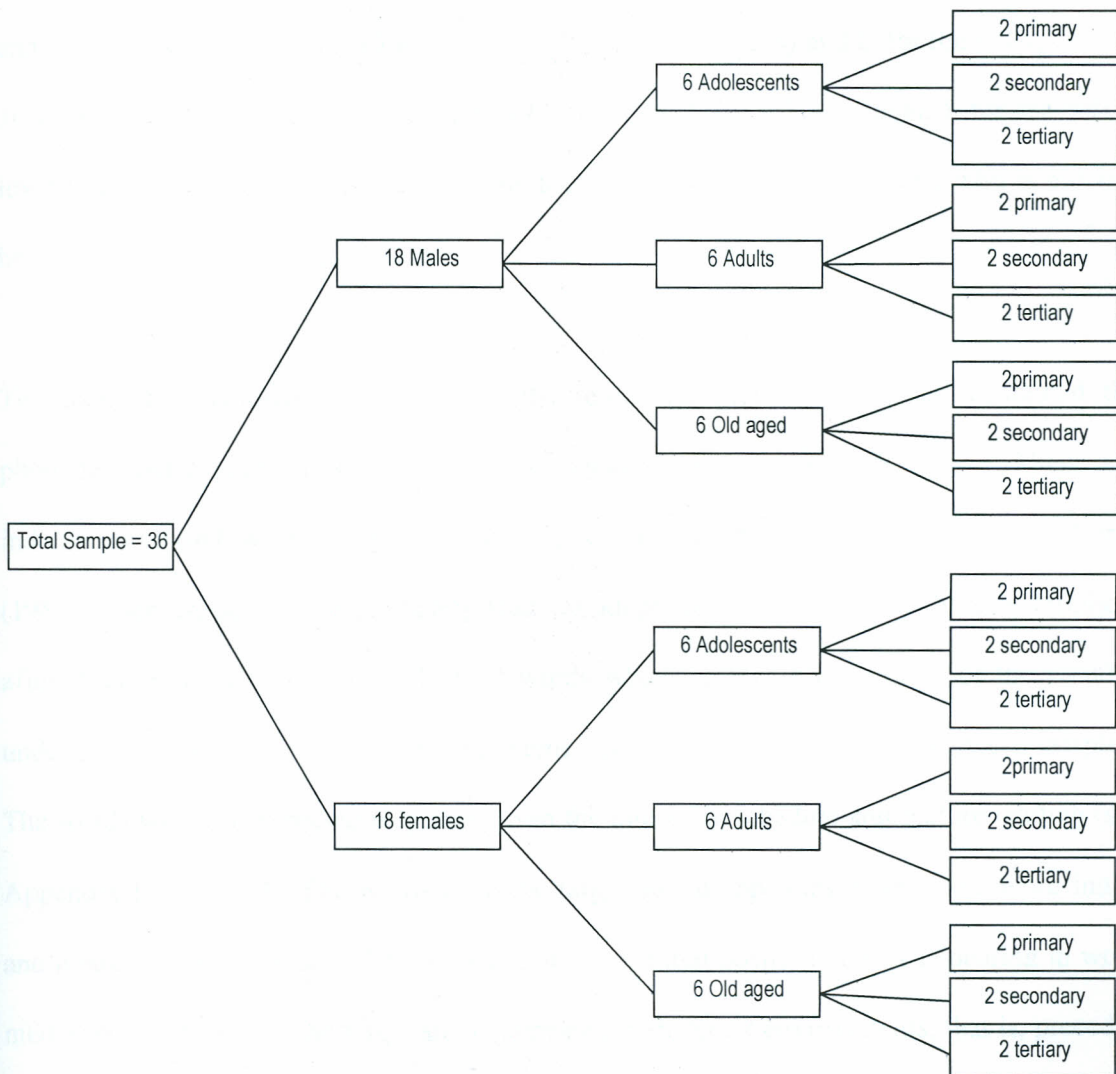 2 primary
6 Adolescents
2 secondary
2 tertiary
2 primary
18 Males
6 Adults
2 secondary
2 tertiary
2primary
6 Old aged
2 secondary
2 tertiary
Total Sample = 36
2 primary
6 Adolescents
2 secondary
2 tertiary
2primary
18 females
6 Adults
2 secondary
2 tertiary
2 primary
6 Old aged
2 secondary
2 tertiary